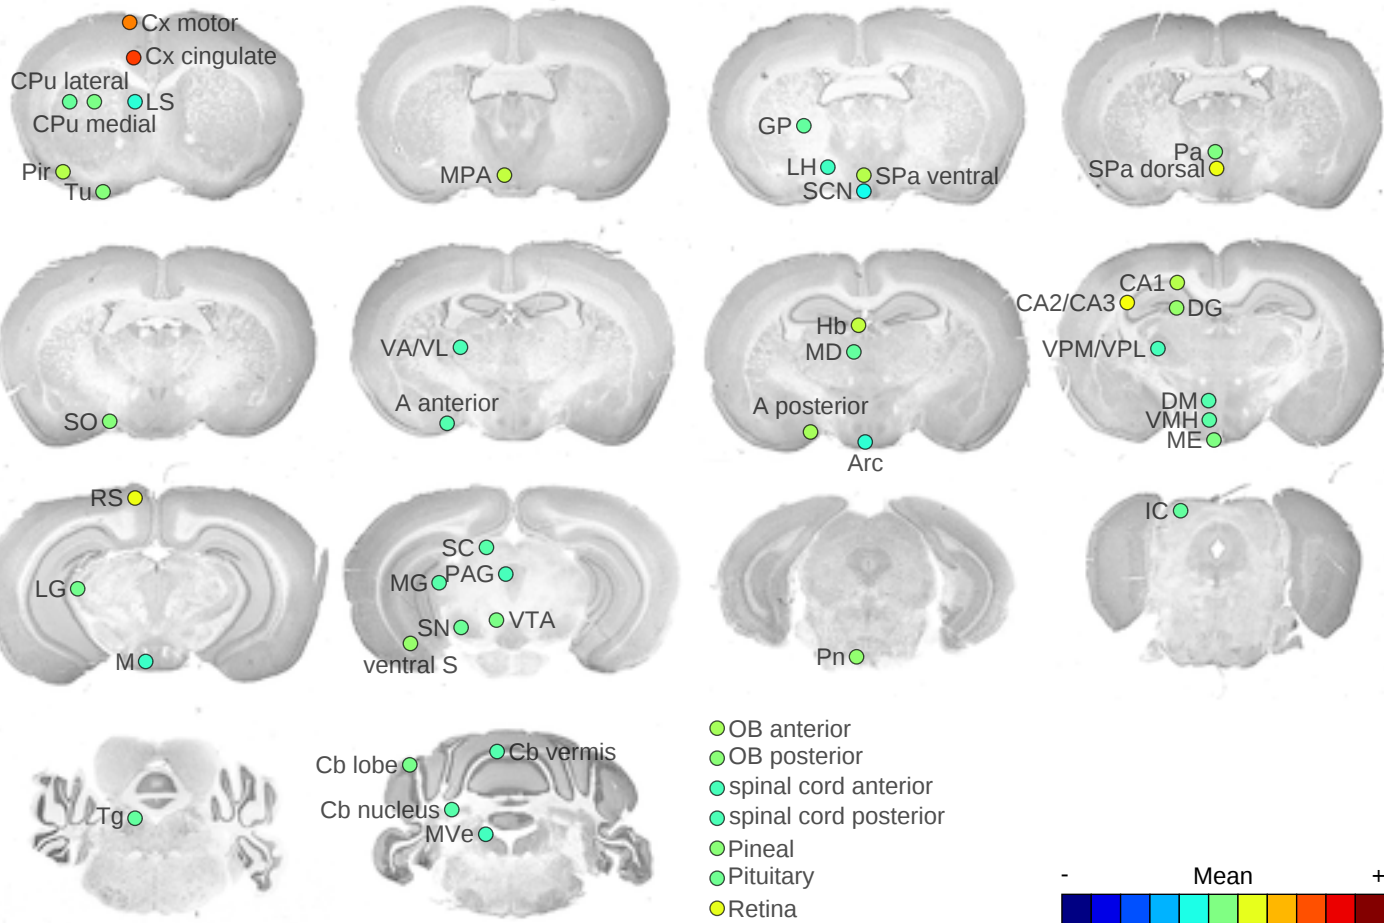 Cx motor
Cx cingulate
CPu lateral
LS
CPu medial
Pir
Tu
MPA
GP
LH
SPa ventral
SCN
Pa
SPa dorsal
SO
VA/VL
A anterior
Hb
MD
A posterior
Arc
CA1
CA2/CA3
DG
VPM/VPL
DM
VMH
ME
RS
LG
M
SC
MG
PAG
SN
VTA
ventral S
Pn
IC
Tg
Cb lobe
Cb vermis
Cb nucleus
MVe
OB anterior
OB posterior
spinal cord anterior
spinal cord posterior
Pineal
Pituitary
Retina
- Mean +